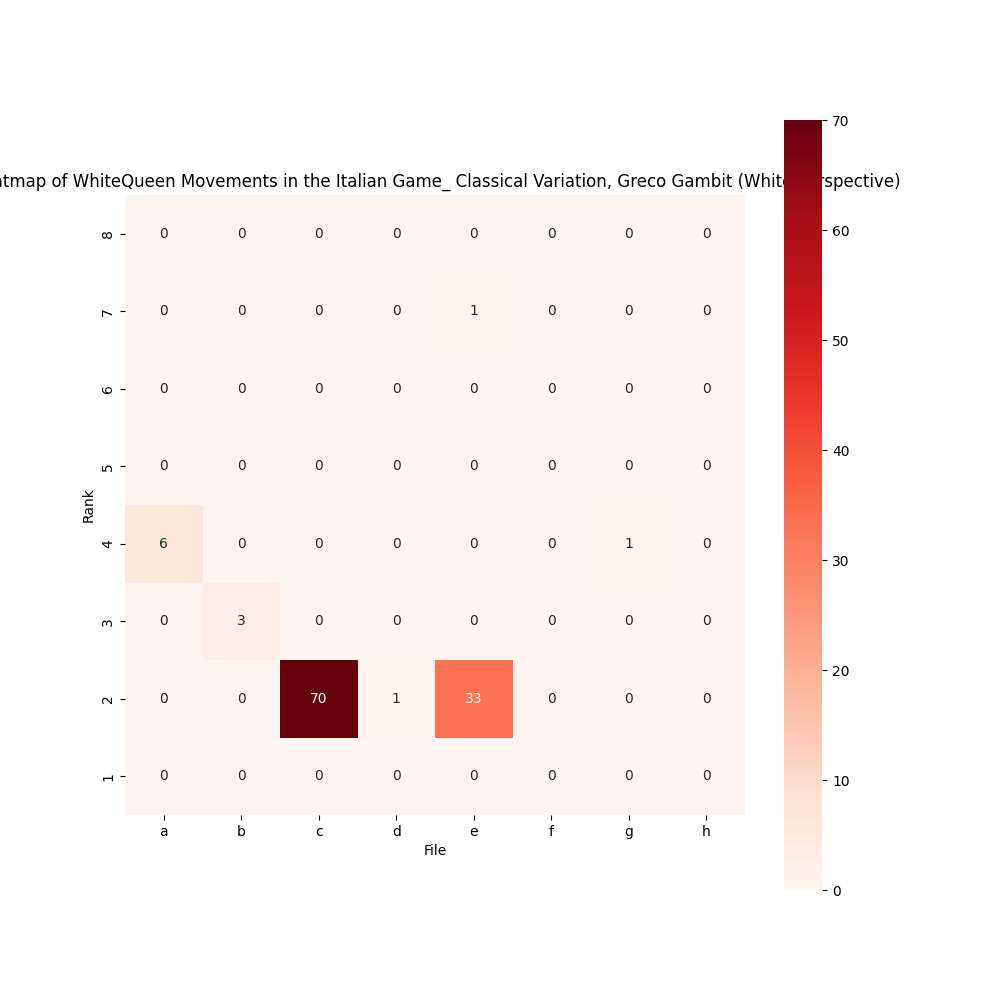 of WhiteQueen Movements in the Italian Game_ Classical Variation, Greco Gambit
8 0 0 0 0 0 0 0 0
7 0 0 0 0 1 0 0 0
6 0 0 0 0 0 0 0 0
5 0 0 0 0 0 0 0 0
4 6 0 0 0 0 0 1 0
3 0 3 0 0 0 0 0 0
2 0 0 70 1 33 0 0 0
1 0 0 0 0 0 0 0 0
a b c d e f g h
File
Rank
70
60
50
40
30
20
10
0